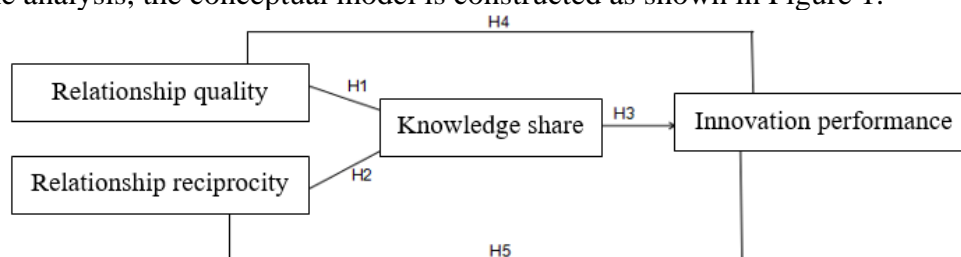 the analysis, the conceptual model is constructed as shown in Figure 1.
H4
Relationship quality
H1
Knowledge share
H3
Innovation performance
Relationship reciprocity
H2
H5